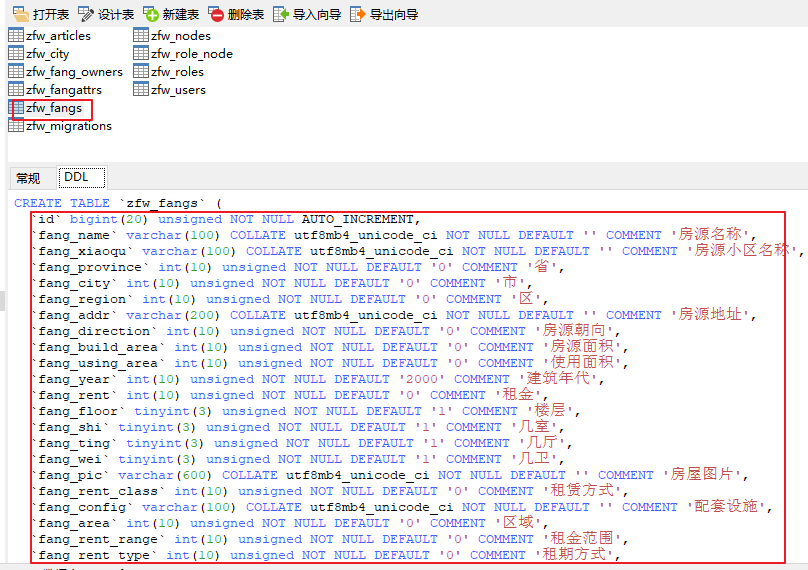 打开表 设计表 新建表 删除表 导入向导 导出向导
zfw_articles zfw_nodes
zfw_city zfw_role_node
zfw_fang_owners zfw_roles
zfw_fangattrs zfw_users
zfw_fangs
zfw_migrations
常规 DDL
CREATE TABLE `zfw_fangs` (
`id` bigint(20) unsigned NOT NULL AUTO_INCREMENT,
`fang_name` varchar(100) COLLATE utf8mb4_unicode_ci NOT NULL DEFAULT '' COMMENT '房源名称',
`fang_xiaoqu` varchar(100) COLLATE utf8mb4_unicode_ci NOT NULL DEFAULT '' COMMENT '房源小区名称',
`fang_province` int(10) unsigned NOT NULL DEFAULT '0' COMMENT '省',
`fang_city` int(10) unsigned NOT NULL DEFAULT '0' COMMENT '市',
`fang_region` int(10) unsigned NOT NULL DEFAULT '0' COMMENT '区',
`fang_addr` varchar(200) COLLATE utf8mb4_unicode_ci NOT NULL DEFAULT '' COMMENT '房源地址',
`fang_direction` int(10) unsigned NOT NULL DEFAULT '0' COMMENT '房源朝向',
`fang_build_area` int(10) unsigned NOT NULL DEFAULT '0' COMMENT '房源面积',
`fang_using_area` int(10) unsigned NOT NULL DEFAULT '0' COMMENT '使用面积',
`fang_year` int(10) unsigned NOT NULL DEFAULT '2000' COMMENT '建筑年代',
`fang_rent` int(10) unsigned NOT NULL DEFAULT '0' COMMENT '租金',
`fang_floor` tinyint(3) unsigned NOT NULL DEFAULT '1' COMMENT '楼层',
`fang_shi` tinyint(3) unsigned NOT NULL DEFAULT '1' COMMENT '几室',
`fang_ting` tinyint(3) unsigned NOT NULL DEFAULT '1' COMMENT '几厅',
`fang_wei` tinyint(3) unsigned NOT NULL DEFAULT '1' COMMENT '几卫',
`fang_pic` varchar(600) COLLATE utf8mb4_unicode_ci NOT NULL DEFAULT '' COMMENT '房屋图片',
`fang_rent_class` int(10) unsigned NOT NULL DEFAULT '0' COMMENT '租赁方式',
`fang_config` varchar(100) COLLATE utf8mb4_unicode_ci NOT NULL DEFAULT '' COMMENT '配套设施',
`fang_area` int(10) unsigned NOT NULL DEFAULT '0' COMMENT '区域',
`fang_rent_range` int(10) unsigned NOT NULL DEFAULT '0' COMMENT '租金范围',
`fang_rent_type` int(10) unsigned NOT NULL DEFAULT '0' COMMENT '租期方式',